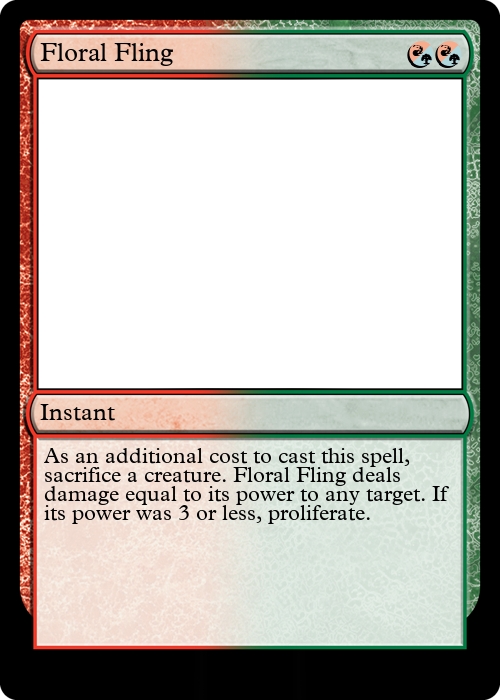 Floral Fling
Instant
As an additional cost to cast this spell,
sacrifice a creature. Floral Fling deals
damage equal to its power to any target. If
its power was 3 or less, proliferate.